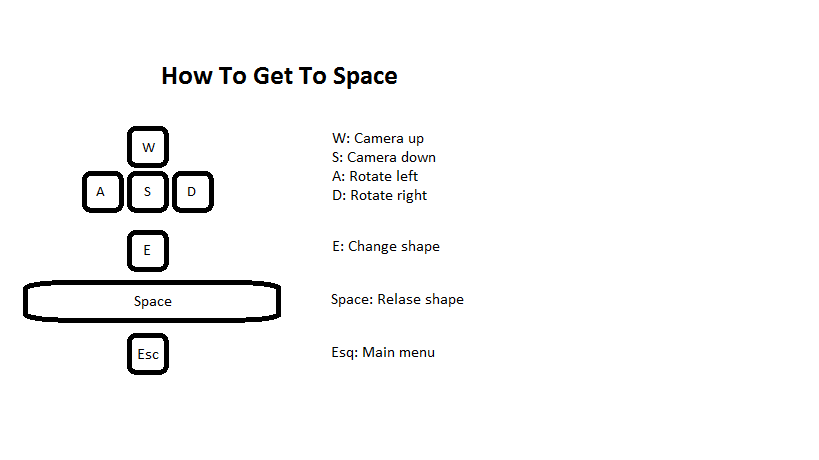 How To Get To Space
W
W: Camera up
S: Camera down
A: Rotate left
D: Rotate right
A S D
E
E: Change shape
Space
Space: Relase shape
Esc
Esq: Main menu